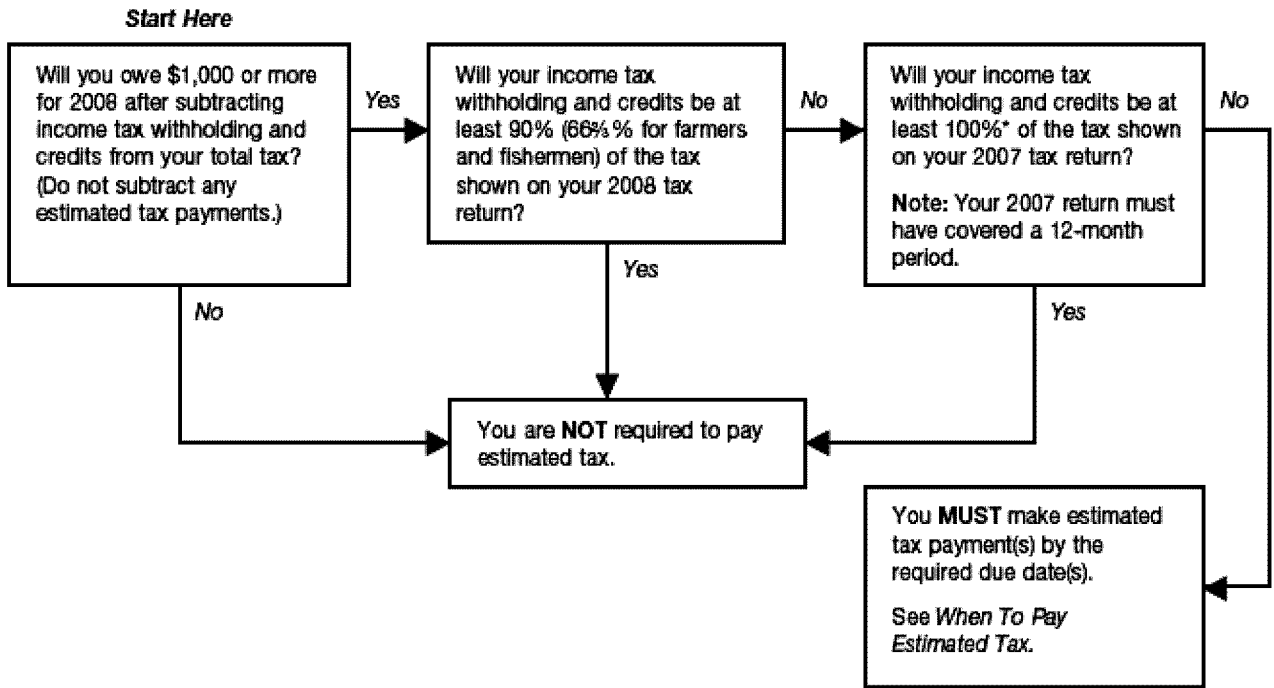 Start Here
Will you owe $1,000 or more
for 2008 after subtracting
income tax withholding and
credits from your total tax?
(Do not subtract any
estimated tax payments.)
Yes
No
Will your income tax
withholding and credits be at
least 90% (66⅔% for farmers
and fishermen) of the tax
shown on your 2008 tax
return?
No
Yes
Will your income tax
withholding and credits be at
least 100%* of the tax shown
on your 2007 tax return?
Note: Your 2007 return must
have covered a 12-month
period.
No
Yes
You are NOT required to pay
estimated tax.
You MUST make estimated
tax payment(s) by the
required due date(s).
See When To Pay
Estimated Tax.